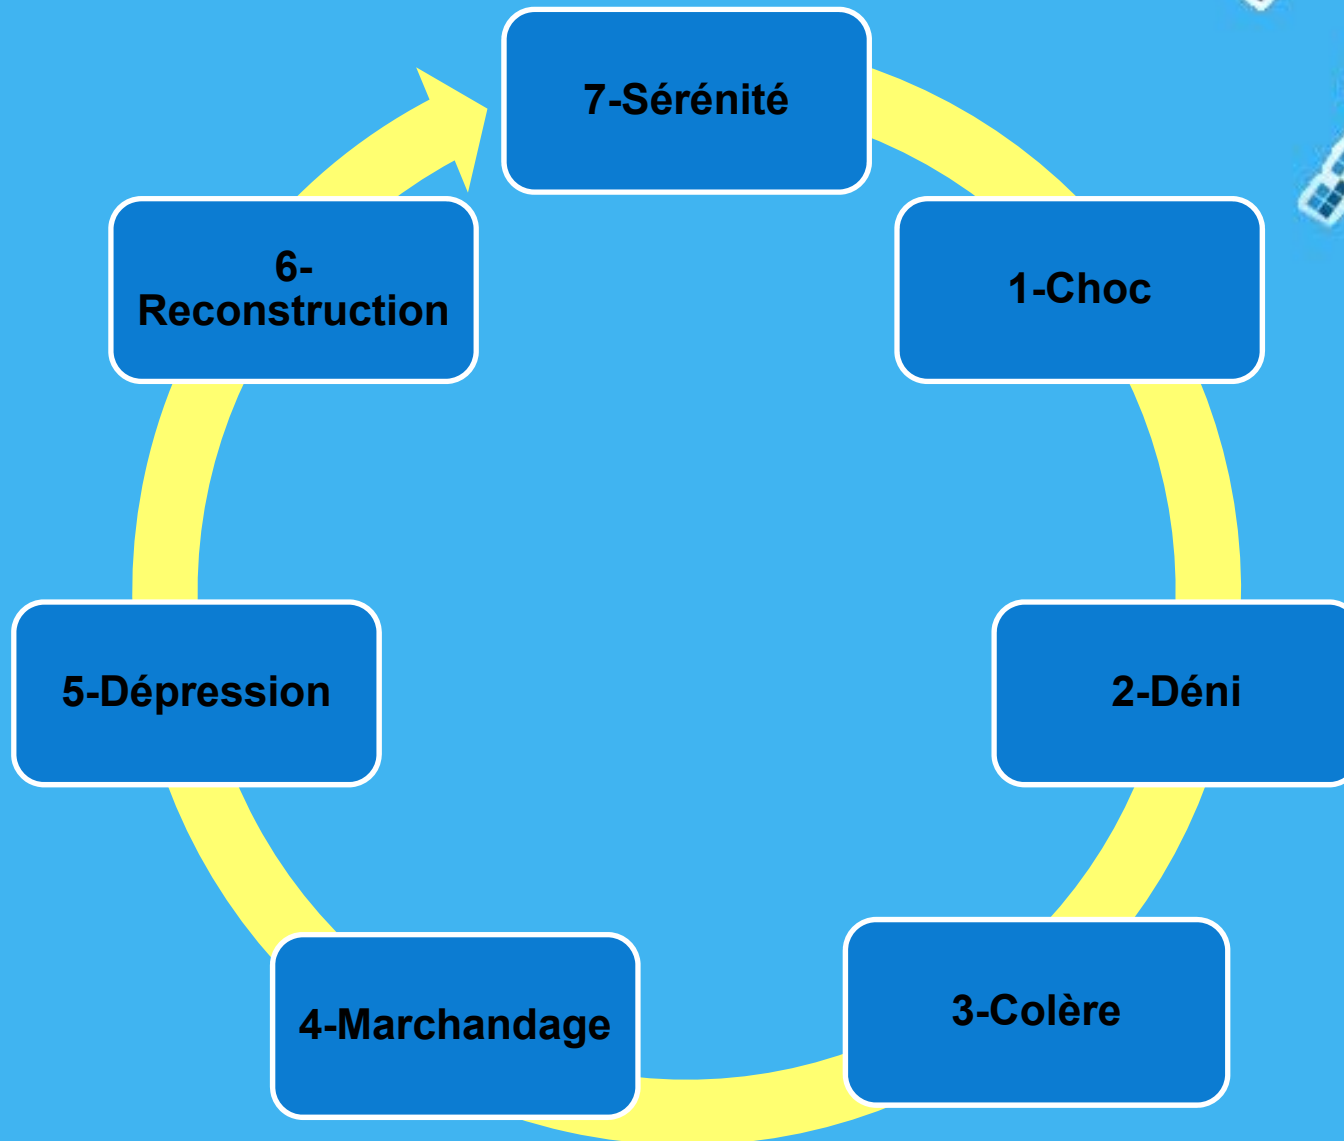 7-Sérénité
1-Choc
2-Déni
3-Colère
4-Marchandage
5-Dépression
6-
Reconstruction